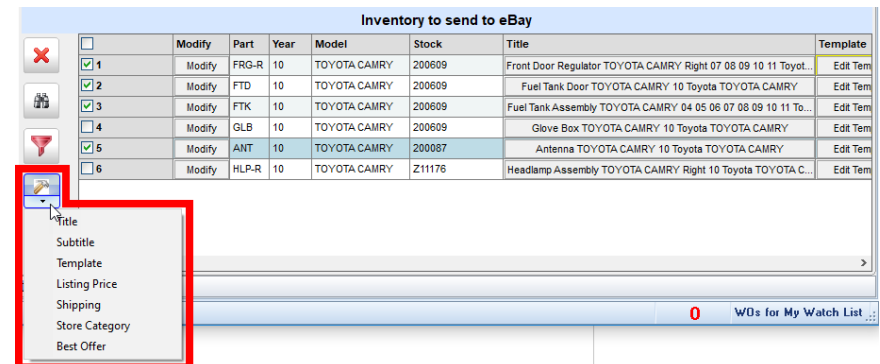 Inventory to send to eBay
Modify Part Year Model Stock Title Template
1 Modify FRG-R 10 TOYOTA CAMRY 200609 Front Door Regulator TOYOTA CAMRY Right 07 08 09 10 11 Toyot... Edit Tem
2 Modify FTD 10 TOYOTA CAMRY 200609 Fuel Tank Door TOYOTA CAMRY 10 Toyota TOYOTA CAMRY Edit Tem
3 Modify FTK 10 TOYOTA CAMRY 200609 Fuel Tank Assembly TOYOTA CAMRY 04 05 06 07 08 09 10 11 To... Edit Tem
4 Modify GLB 10 TOYOTA CAMRY 200609 Glove Box TOYOTA CAMRY 10 Toyota TOYOTA CAMRY Edit Tem
5 Modify ANT 10 TOYOTA CAMRY 200087 Antenna TOYOTA CAMRY 10 Toyota TOYOTA CAMRY Edit Tem
6 Modify HLP-R 10 TOYOTA CAMRY Z11176 Headlamp Assembly TOYOTA CAMRY Right 10 Toyota TOYOTA C... Edit Tem
Title
Subtitle
Template
Listing Price
Shipping
Store Category
Best Offer
0 WOs for My Watch List